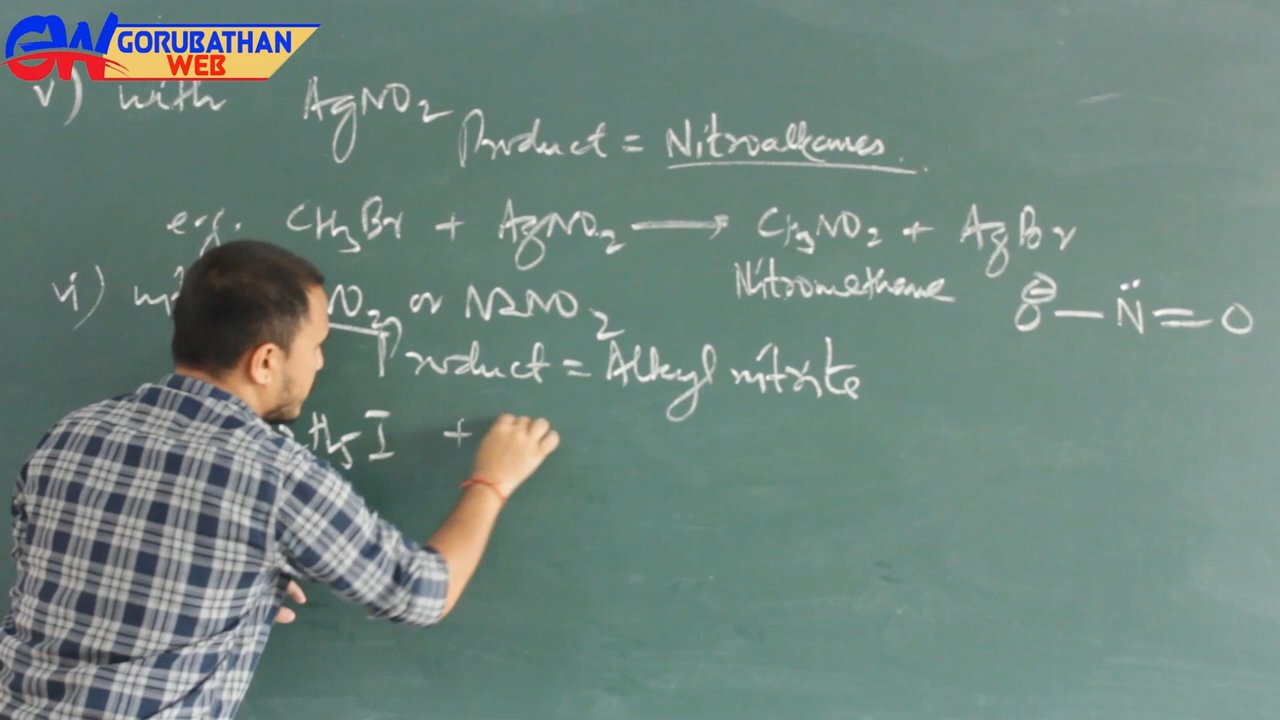 GORUBATHAN
WEB
v) with AgNO₂
Product = Nitroalkanes.
e.g. CH₃Br + AgNO₂ ⟶ CH₃NO₂ + AgBr
Nitromethane
⊖
O — N̈ = O
vi) NO₂ or NaNO₂
Product = Alkyl nitrite
H₅I +